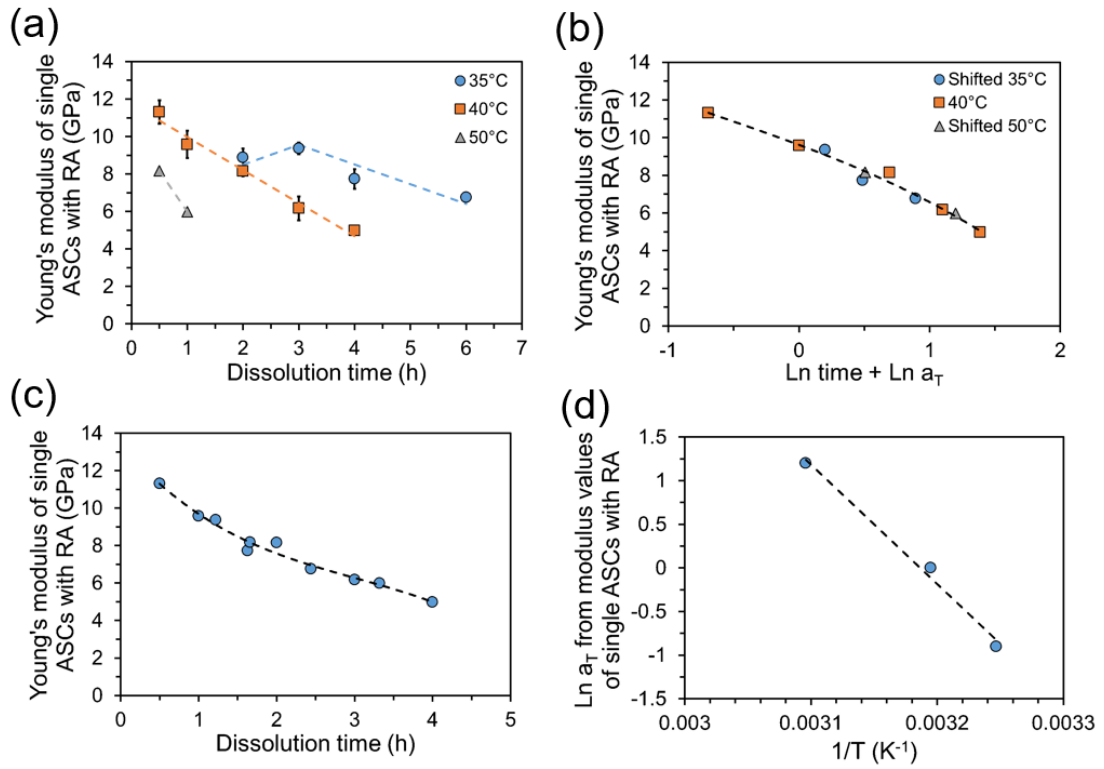 (a)
Young's modulus of single
ASCs with RA (GPa)
14
12
10
8
6
4
2
0
0 1 2 3 4 5 6 7
Dissolution time (h)
35°C
40°C
50°C
(b)
Young's modulus of single
ASCs with RA (GPa)
14
12
10
8
6
4
2
0
-1 0 1 2
Ln time + Ln a_T
Shifted 35°C
40°C
Shifted 50°C
(c)
Young's modulus of single
ASCs with RA (GPa)
14
12
10
8
6
4
2
0
0 1 2 3 4 5
Dissolution time (h)
(d)
Ln a_T from modulus values
of single ASCs with RA
1.5
1
0.5
0
-0.5
-1
-1.5
0.003 0.0031 0.0032 0.0033
1/T (K⁻¹)